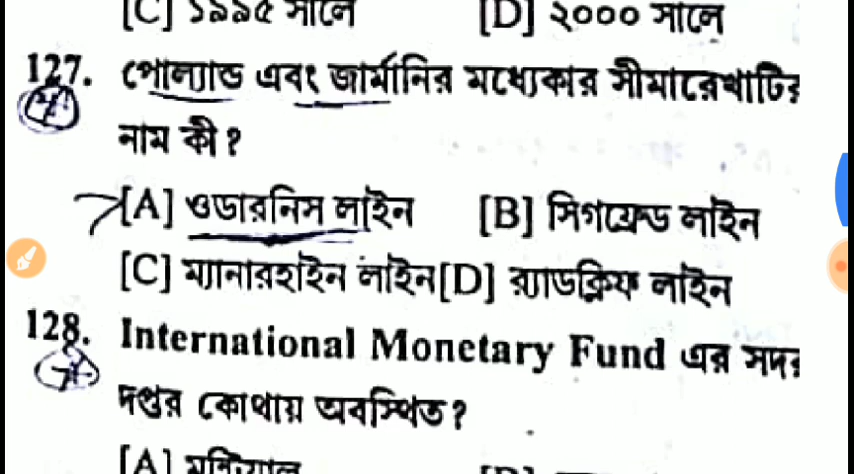 [C] ১৯৯৫ সালে [D] ২০০০ সালে
127. পোল্যান্ড এবং জার্মানির মধ্যেকার সীমারেখাটির
নাম কী?
[A] ওডারনিস লাইন [B] সিগফ্রেড লাইন
[C] ম্যানারহাইন লাইন [D] র‍্যাডক্লিফ লাইন
128. International Monetary Fund এর সদর
দপ্তর কোথায় অবস্থিত?
[A]